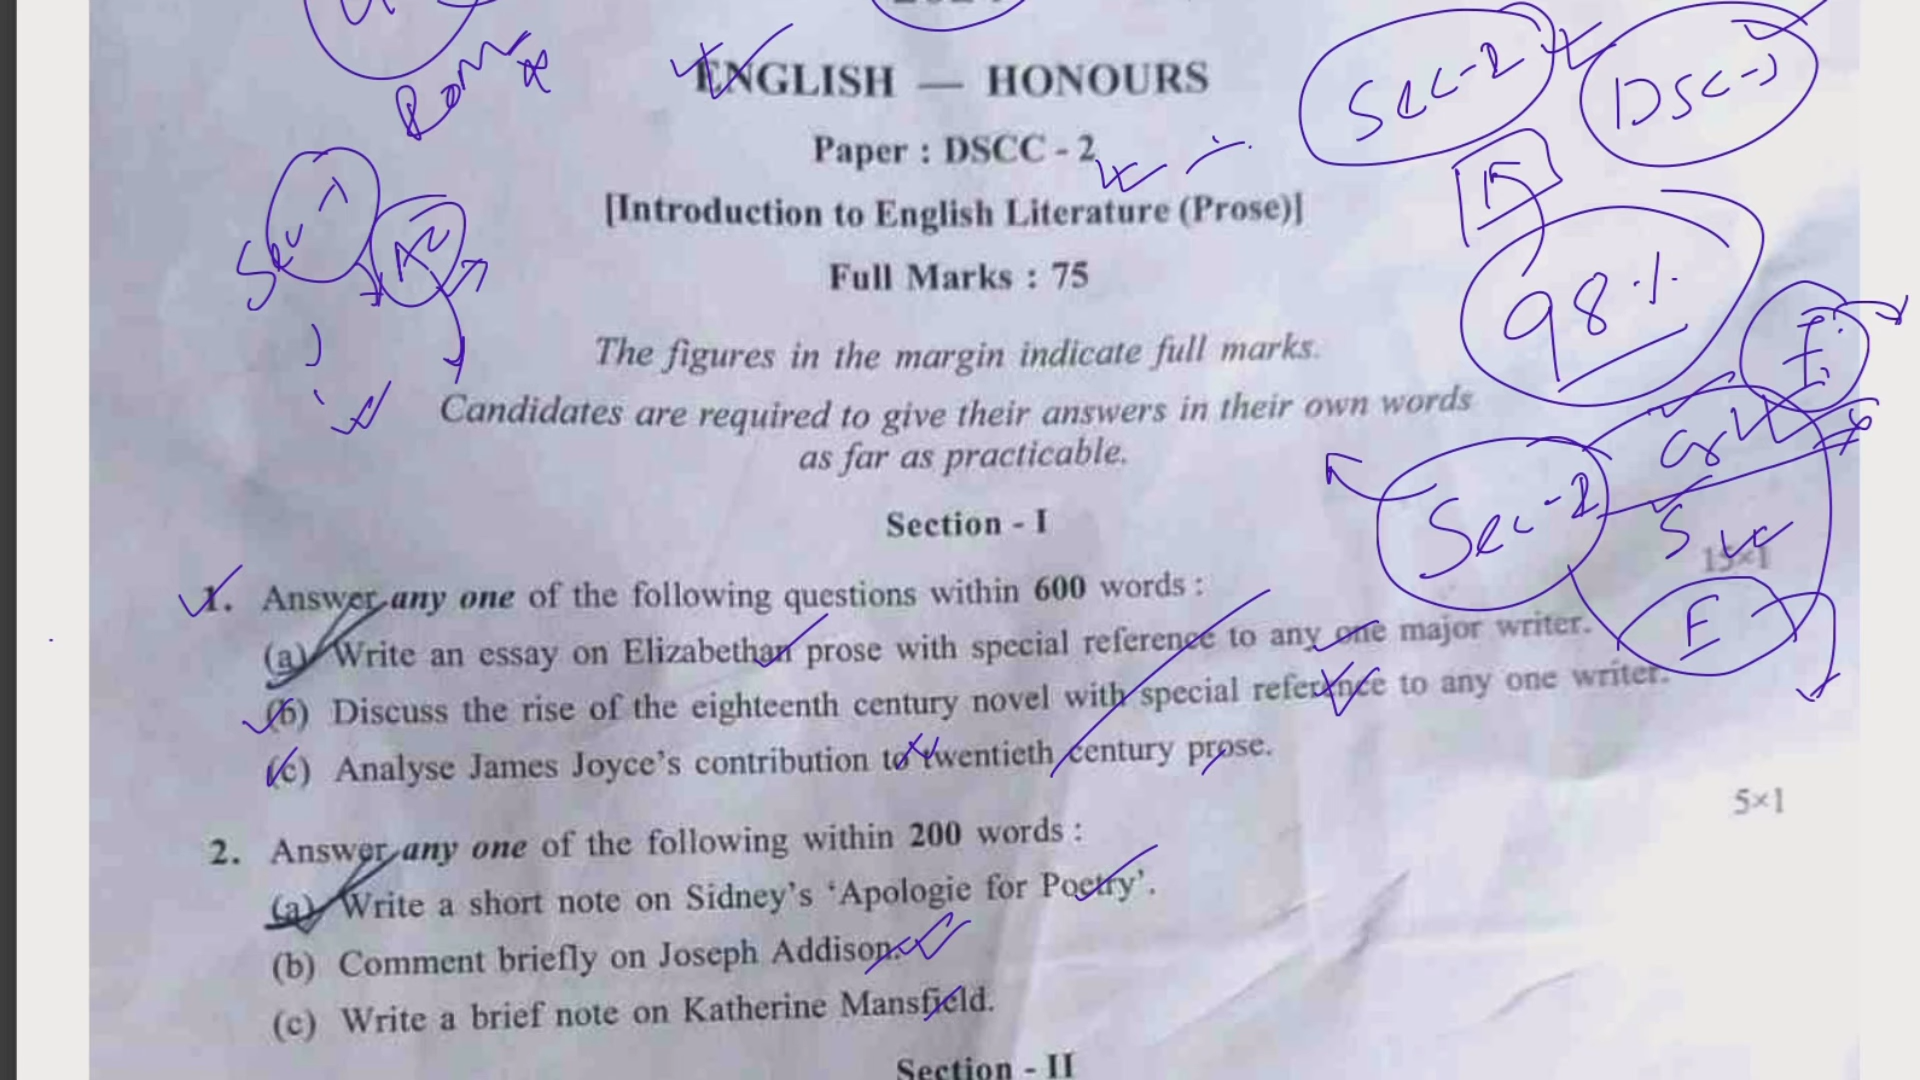 ENGLISH — HONOURS
Paper : DSCC - 2
[Introduction to English Literature (Prose)]
Full Marks : 75
The figures in the margin indicate full marks.
Candidates are required to give their answers in their own words
as far as practicable.
Section - I
1. Answer any one of the following questions within 600 words : 15×1
(a) Write an essay on Elizabethan prose with special reference to any one major writer.
(b) Discuss the rise of the eighteenth century novel with special reference to any one writer.
(c) Analyse James Joyce's contribution to twentieth century prose.
2. Answer any one of the following within 200 words : 5×1
(a) Write a short note on Sidney's 'Apologie for Poetry'.
(b) Comment briefly on Joseph Addison.
(c) Write a brief note on Katherine Mansfield.
Section - II
Sec-2
98%
Sec-2
E